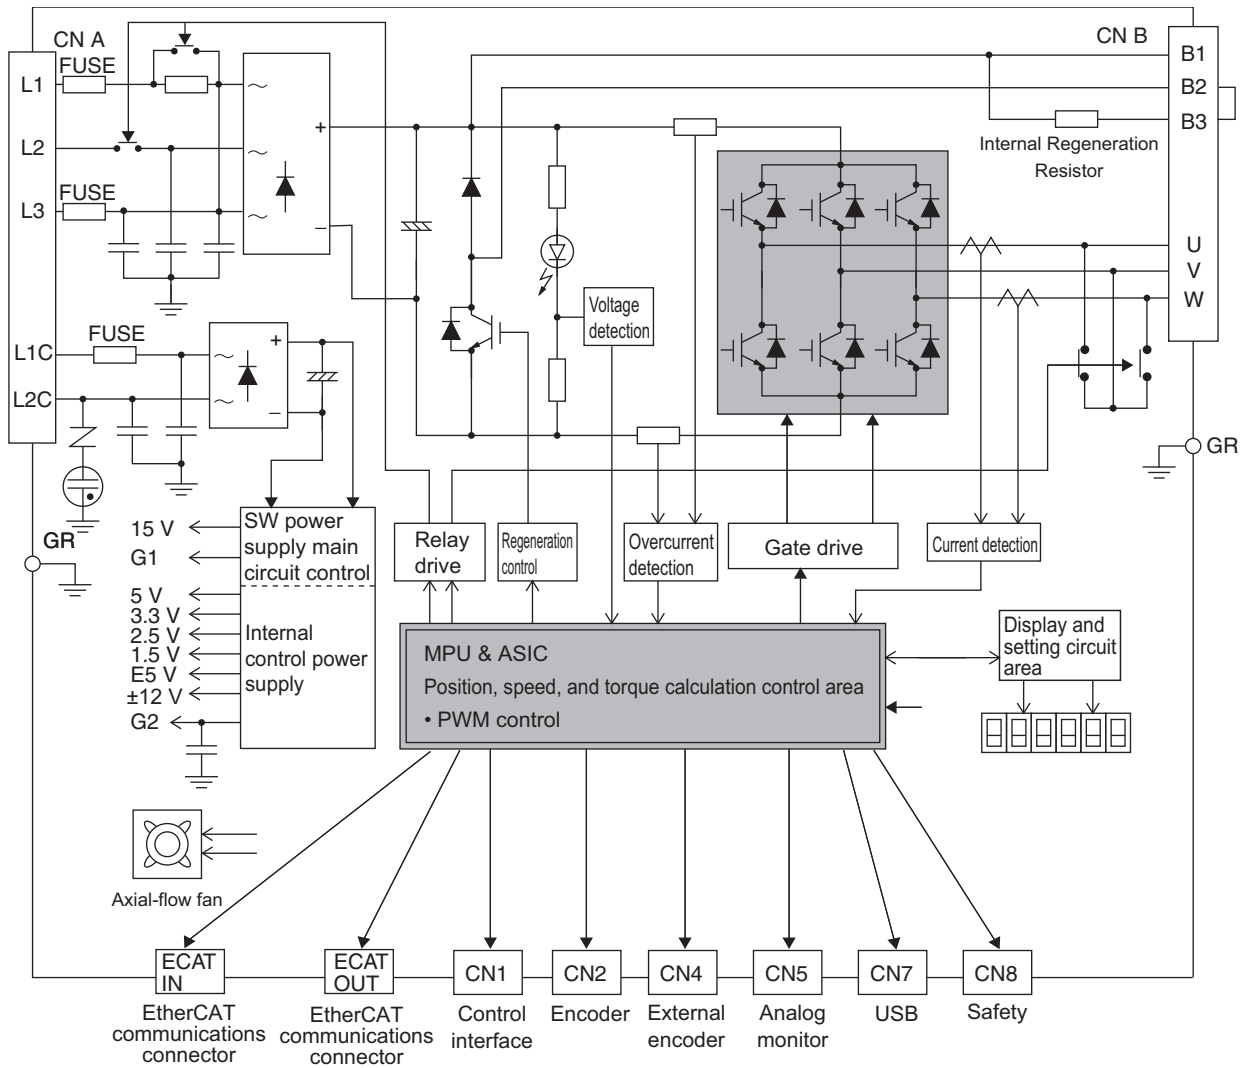 CN A
CN B
FUSE
L1
B1
B2
B3
L2
Internal Regeneration
Resistor
FUSE
L3
+
−
U
V
W
Voltage
detection
FUSE
L1C
L2C
+
−
GR
GR
15 V
G1
5 V
3.3 V
2.5 V
1.5 V
E5 V
±12 V
G2
SW power
supply main
circuit control
Internal
control power
supply
Relay
drive
Regeneration
control
Overcurrent
detection
Gate drive
Current detection
MPU & ASIC
Position, speed, and torque calculation control area
• PWM control
Display and
setting circuit
area
Axial-flow fan
ECAT
IN
ECAT
OUT
CN1
CN2
CN4
CN5
CN7
CN8
EtherCAT
communications
connector
EtherCAT
communications
connector
Control
interface
Encoder
External
encoder
Analog
monitor
USB
Safety